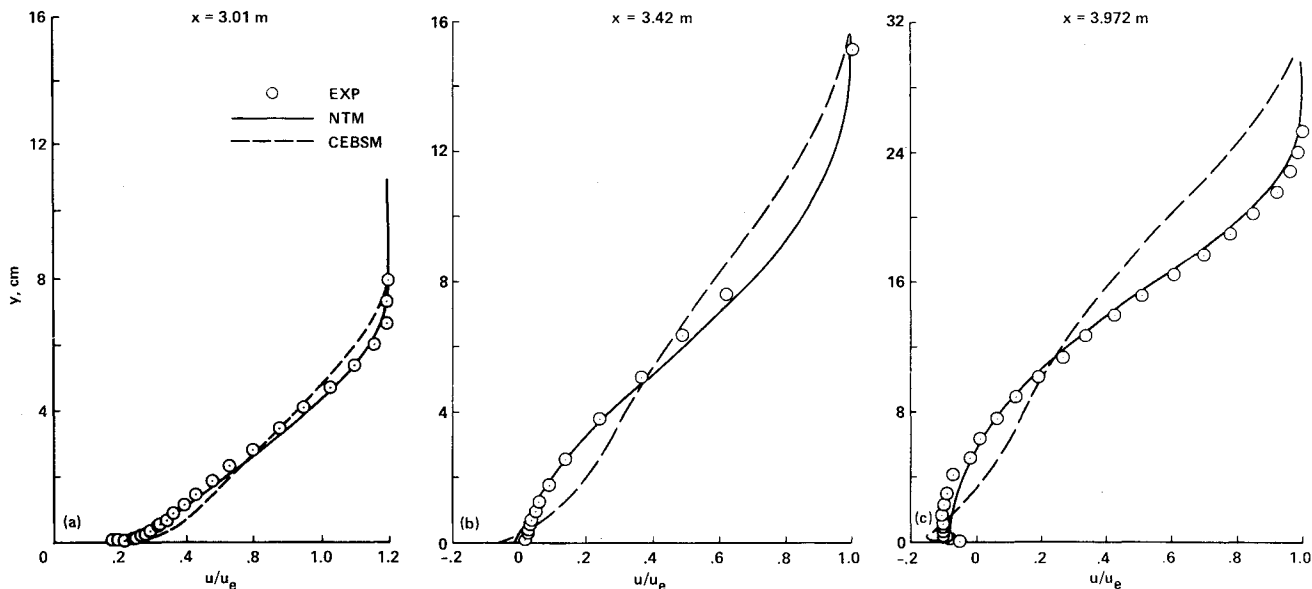 x = 3.01 m
16
EXP
NTM
CEBSM
12
8
y, cm
4
(a)
0
0 .2 .4 .8 1.0 1.2
u/ue
x = 3.42 m
16
12
8
4
(b)
0
-.2 0 .2 .4 .6 .8 1.0
u/ue
x = 3.972 m
32
24
16
8
(c)
0
-.2 0 .2 .4 .6 .8 1.0
u/ue